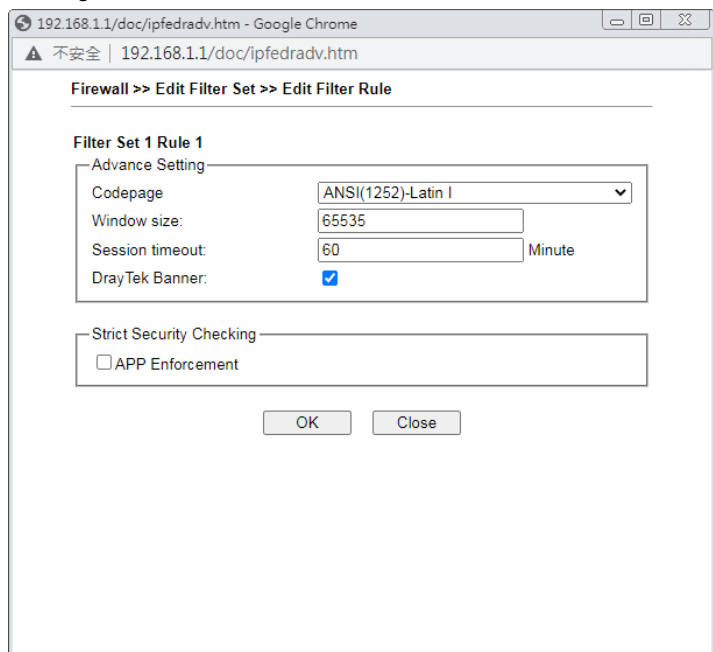 192.168.1.1/doc/ipfedradv.htm - Google Chrome
不安全 | 192.168.1.1/doc/ipfedradv.htm
Firewall >> Edit Filter Set >> Edit Filter Rule
Filter Set 1 Rule 1
Advance Setting
Codepage ANSI(1252)-Latin I
Window size: 65535
Session timeout: 60 Minute
DrayTek Banner:
Strict Security Checking
APP Enforcement
OK Close